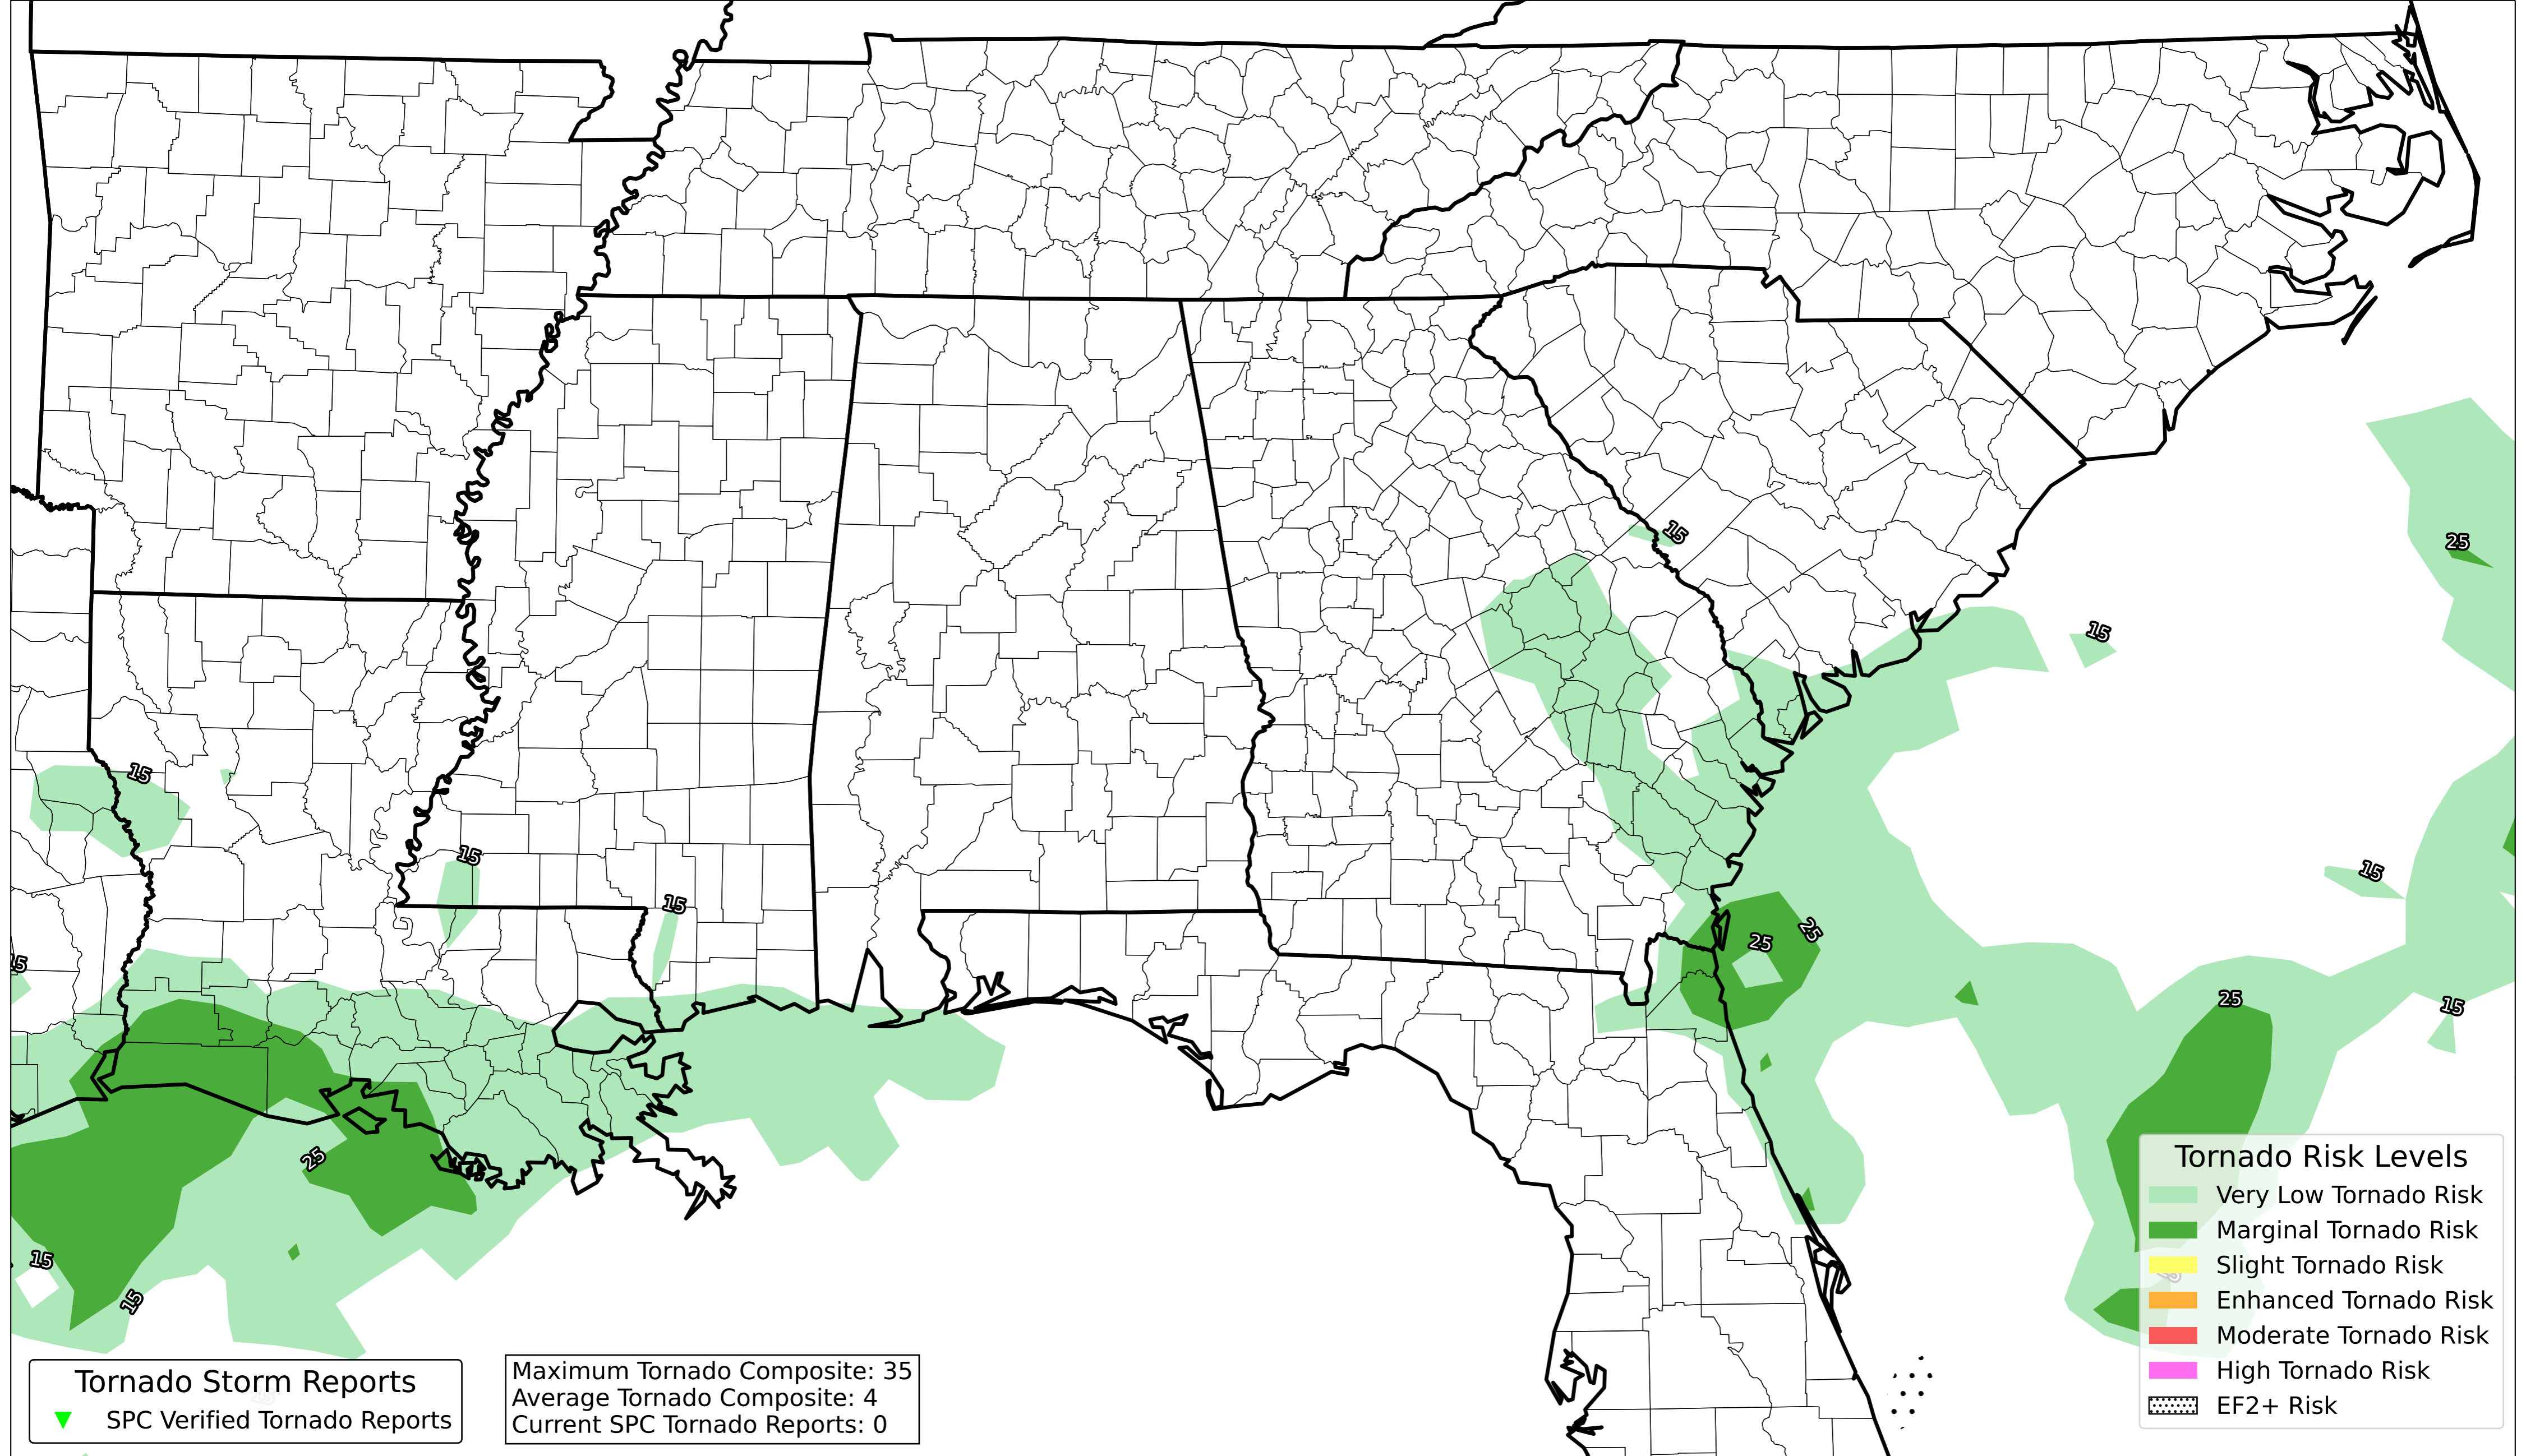 15
25
15
15
15
15
15
15
25
25
25
15
15
25
15
15
Tornado Risk Levels
Very Low Tornado Risk
Marginal Tornado Risk
Slight Tornado Risk
Enhanced Tornado Risk
Moderate Tornado Risk
High Tornado Risk
EF2+ Risk
Tornado Storm Reports
SPC Verified Tornado Reports
Maximum Tornado Composite: 35
Average Tornado Composite: 4
Current SPC Tornado Reports: 0